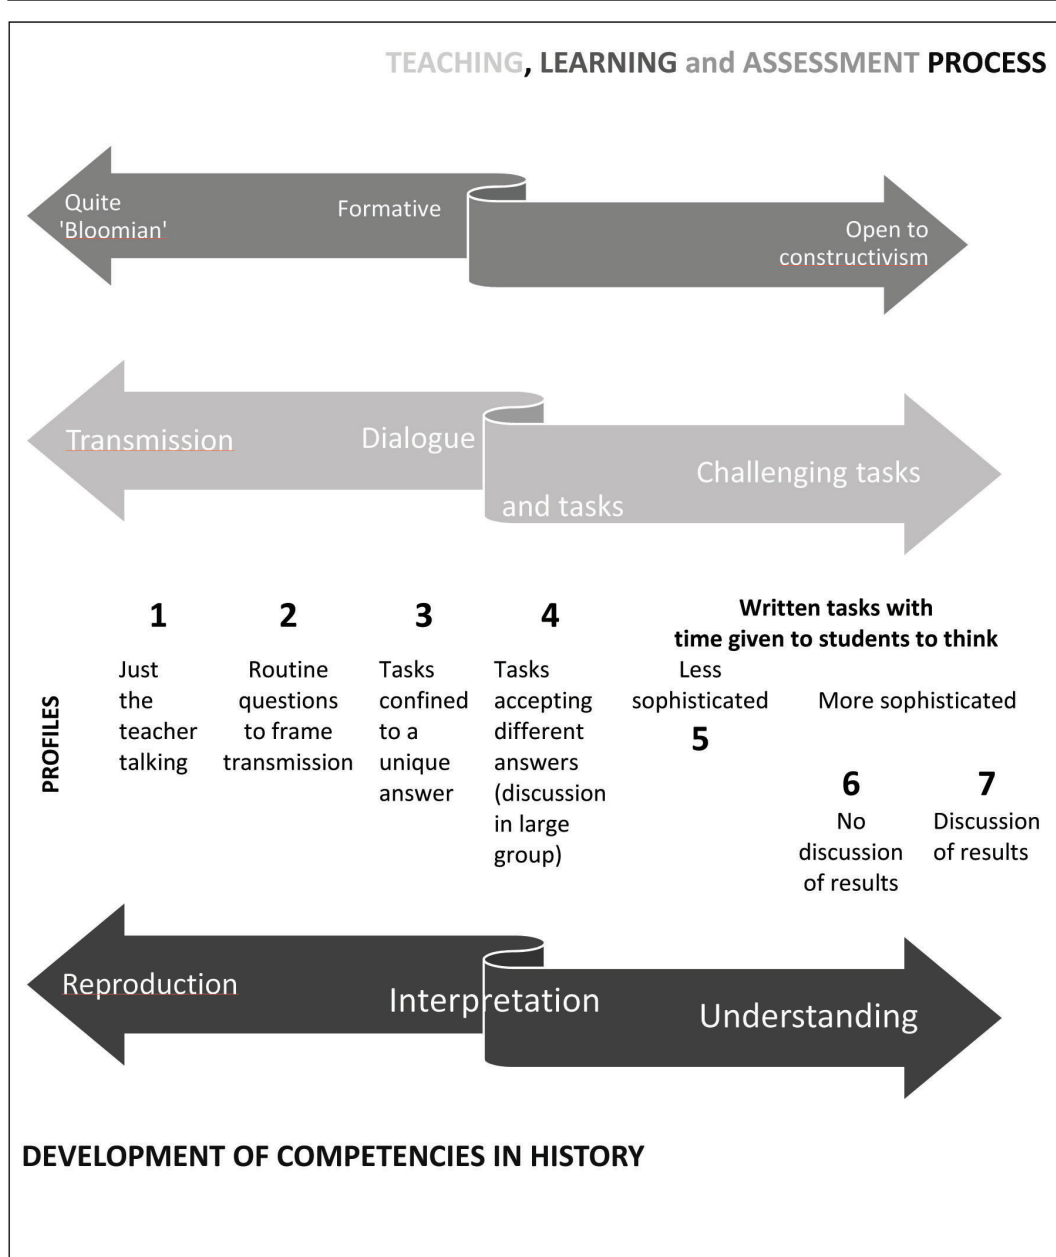 TEACHING, LEARNING and ASSESSMENT PROCESS
Quite
'Bloomian'
Formative
Open to
constructivism
Transmission
Dialogue
and tasks
Challenging tasks
PROFILES
1
Just
the
teacher
talking
2
Routine
questions
to frame
transmission
3
Tasks
confined
to a
unique
answer
4
Tasks
accepting
different
answers
(discussion
in large
group)
Written tasks with
time given to students to think
Less
sophisticated
5
More sophisticated
6
No
discussion
of results
7
Discussion
of results
Reproduction
Interpretation
Understanding
DEVELOPMENT OF COMPETENCIES IN HISTORY